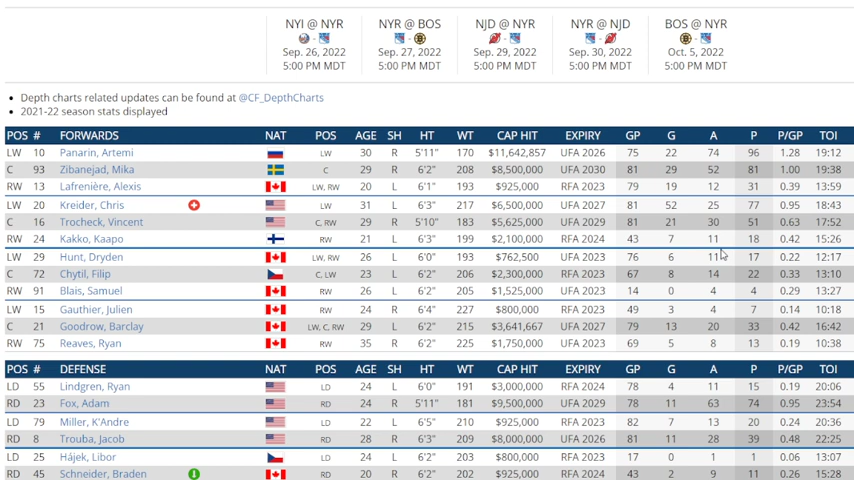 NYI @ NYR NYR @ BOS NJD @ NYR NYR @ NJD BOS @ NYR
Sep. 26, 2022 Sep. 27, 2022 Sep. 29, 2022 Sep. 30, 2022 Oct. 5, 2022
5:00 PM MDT 5:00 PM MDT 5:00 PM MDT 5:00 PM MDT 5:00 PM MDT
• Depth charts related updates can be found at @CF_DepthCharts
• 2021-22 season stats displayed
POS # FORWARDS NAT POS AGE SH HT WT CAP HIT EXPIRY GP G A P P/GP TOI
LW 10 Panarin, Artemi LW 30 R 5'11" 170 $11,642,857 UFA 2026 75 22 74 96 1.28 19:12
C 93 Zibanejad, Mika C 29 R 6'2" 208 $8,500,000 UFA 2030 81 29 52 81 1.00 19:38
RW 13 Lafrenière, Alexis LW, RW 20 L 6'1" 193 $925,000 RFA 2023 79 19 12 31 0.39 13:59
LW 20 Kreider, Chris LW 31 L 6'3" 217 $6,500,000 UFA 2027 81 52 25 77 0.95 18:43
C 16 Trocheck, Vincent C, RW 29 R 5'10" 183 $5,625,000 UFA 2029 81 21 30 51 0.63 17:52
RW 24 Kakko, Kaapo RW 21 L 6'3" 199 $2,100,000 RFA 2024 43 7 11 18 0.42 15:26
LW 29 Hunt, Dryden LW, RW 26 L 6'0" 193 $762,500 UFA 2023 76 6 11 17 0.22 12:17
C 72 Chytil, Filip C, LW 23 L 6'2" 206 $2,300,000 RFA 2023 67 8 14 22 0.33 13:10
RW 91 Blais, Samuel RW 26 L 6'2" 205 $1,525,000 UFA 2023 14 0 4 4 0.29 13:27
LW 15 Gauthier, Julien LW, RW 24 R 6'4" 227 $800,000 RFA 2023 49 3 4 7 0.14 10:18
C 21 Goodrow, Barclay LW, C, RW 29 L 6'2" 215 $3,641,667 UFA 2027 79 13 20 33 0.42 16:42
RW 75 Reaves, Ryan RW 35 R 6'2" 225 $1,750,000 UFA 2023 69 5 8 13 0.19 10:38
POS # DEFENSE NAT POS AGE SH HT WT CAP HIT EXPIRY GP G A P P/GP TOI
LD 55 Lindgren, Ryan LD 24 L 6'0" 191 $3,000,000 RFA 2024 78 4 11 15 0.19 20:06
RD 23 Fox, Adam RD 24 R 5'11" 181 $9,500,000 UFA 2029 78 11 63 74 0.95 23:54
LD 79 Miller, K'Andre LD 22 L 6'5" 210 $925,000 RFA 2023 82 7 13 20 0.24 20:36
RD 8 Trouba, Jacob RD 28 R 6'3" 209 $8,000,000 UFA 2026 81 11 28 39 0.48 22:25
LD 25 Hájek, Libor LD 24 L 6'2" 203 $800,000 RFA 2023 17 0 1 1 0.06 13:07
RD 45 Schneider, Braden RD 20 R 6'2" 202 $925,000 RFA 2024 43 2 9 11 0.26 15:28